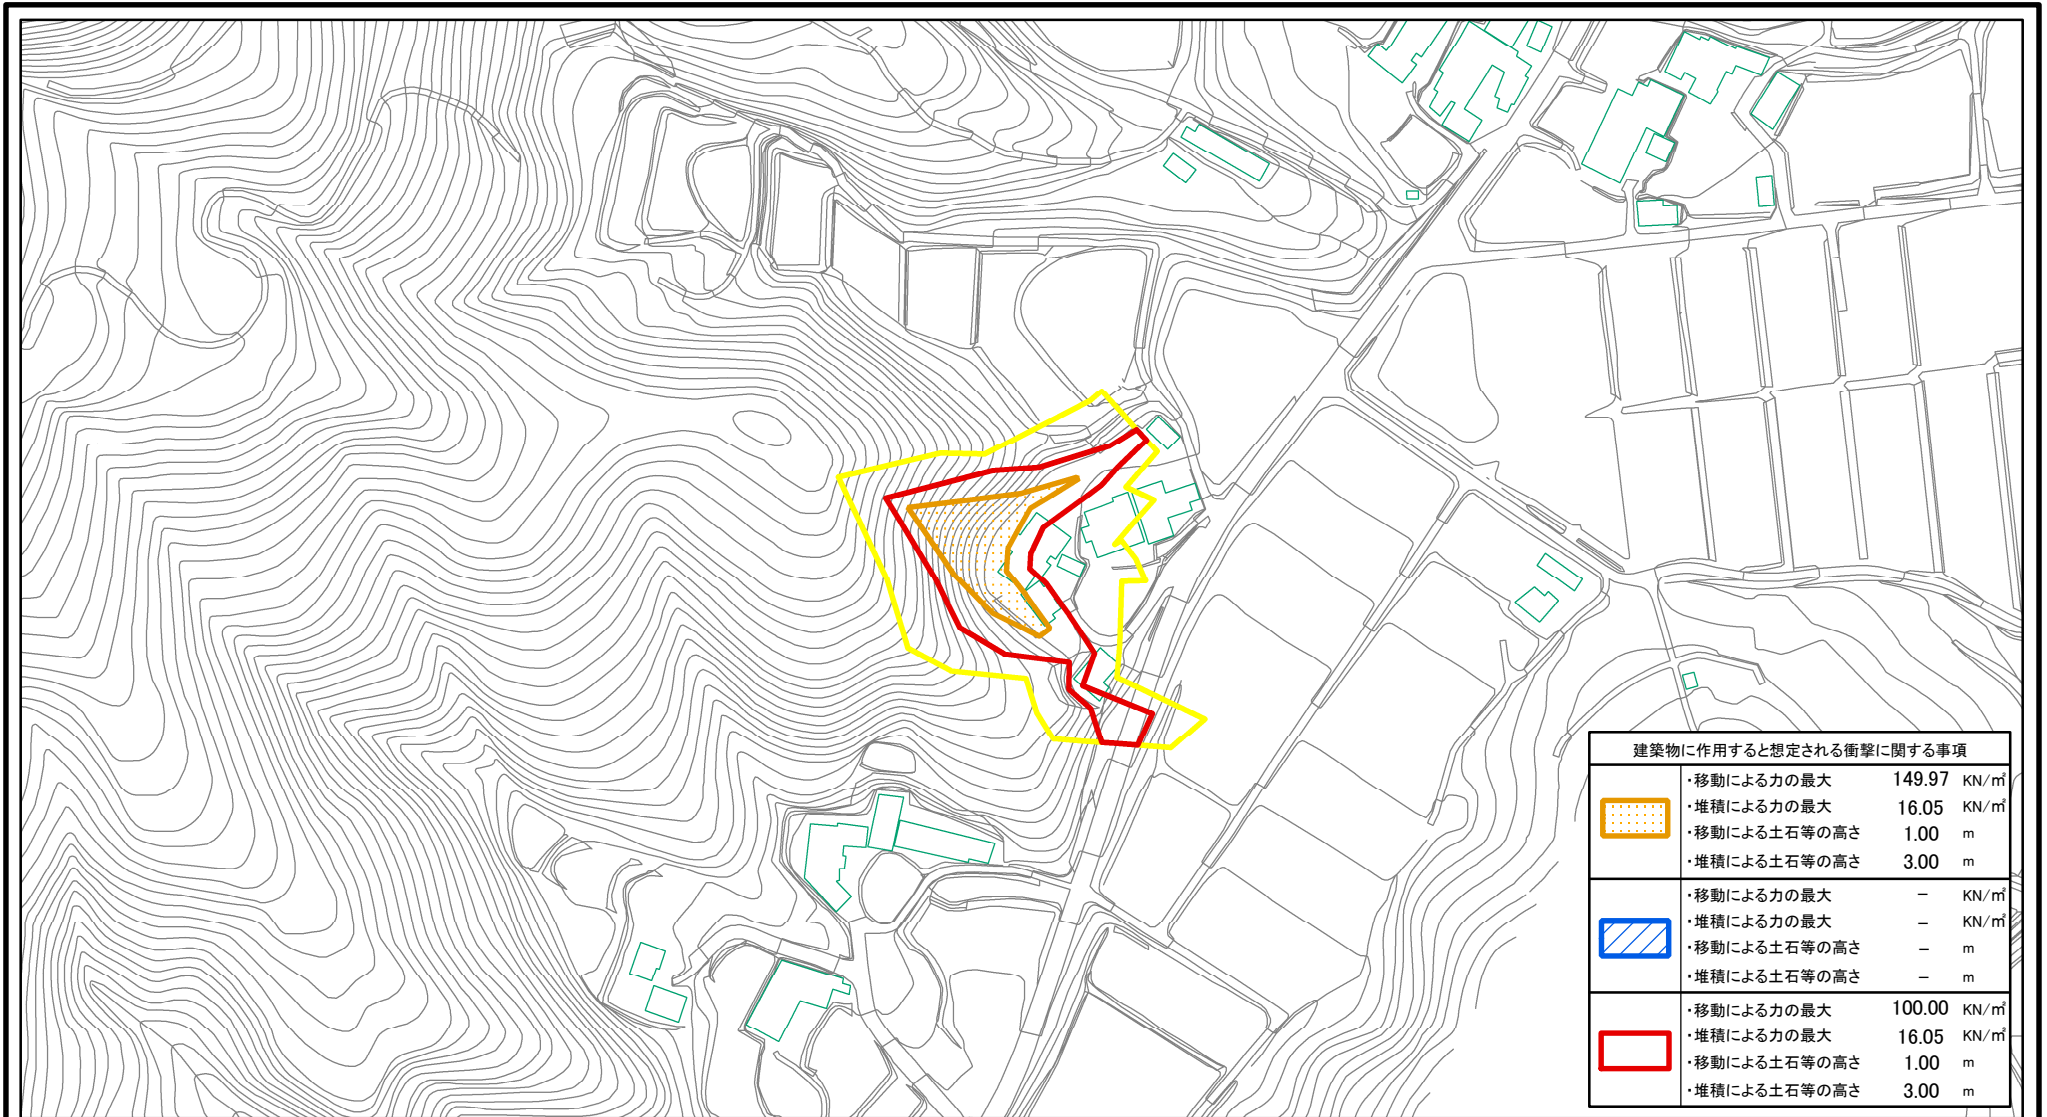 建築物に作用すると想定される衝撃に関する事項
・移動による力の最大 149.97 KN/㎡
・堆積による力の最大 16.05 KN/㎡
・移動による土石等の高さ 1.00 m
・堆積による土石等の高さ 3.00 m
・移動による力の最大 − KN/㎡
・堆積による力の最大 − KN/㎡
・移動による土石等の高さ − m
・堆積による土石等の高さ − m
・移動による力の最大 100.00 KN/㎡
・堆積による力の最大 16.05 KN/㎡
・移動による土石等の高さ 1.00 m
・堆積による土石等の高さ 3.00 m